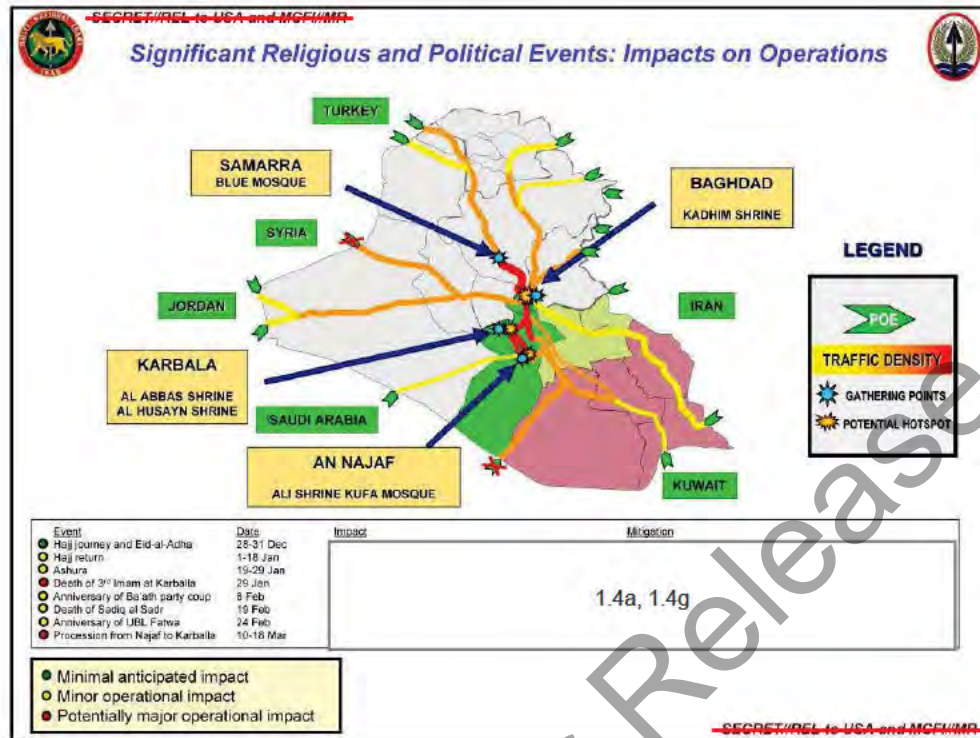 SECRET//REL to USA and MCFI//MR
Significant Religious and Political Events: Impacts on Operations
TURKEY
SAMARRA
BLUE MOSQUE
BAGHDAD
KADHIM SHRINE
SYRIA
LEGEND
JORDAN
IRAN
POE
TRAFFIC DENSITY
GATHERING POINTS
POTENTIAL HOTSPOT
KARBALA
AL ABBAS SHRINE
AL HUSAYN SHRINE
SAUDI ARABIA
AN NAJAF
ALI SHRINE KUFA MOSQUE
KUWAIT
Event Date Impact Mitigation
Hajj journey and Eid-al-Adha 28-31 Dec
Hajj return 1-18 Jan
Ashura 19-29 Jan
Death of 3rd Imam at Karballa 29 Jan
Anniversary of Ba'ath party coup 8 Feb
Death of Sadiq al Sadr 19 Feb
Anniversary of UBL Fatwa 24 Feb
Procession from Najaf to Karballa 10-18 Mar
1.4a, 1.4g
Minimal anticipated impact
Minor operational impact
Potentially major operational impact
SECRET//REL to USA and MCFI//MR
Release